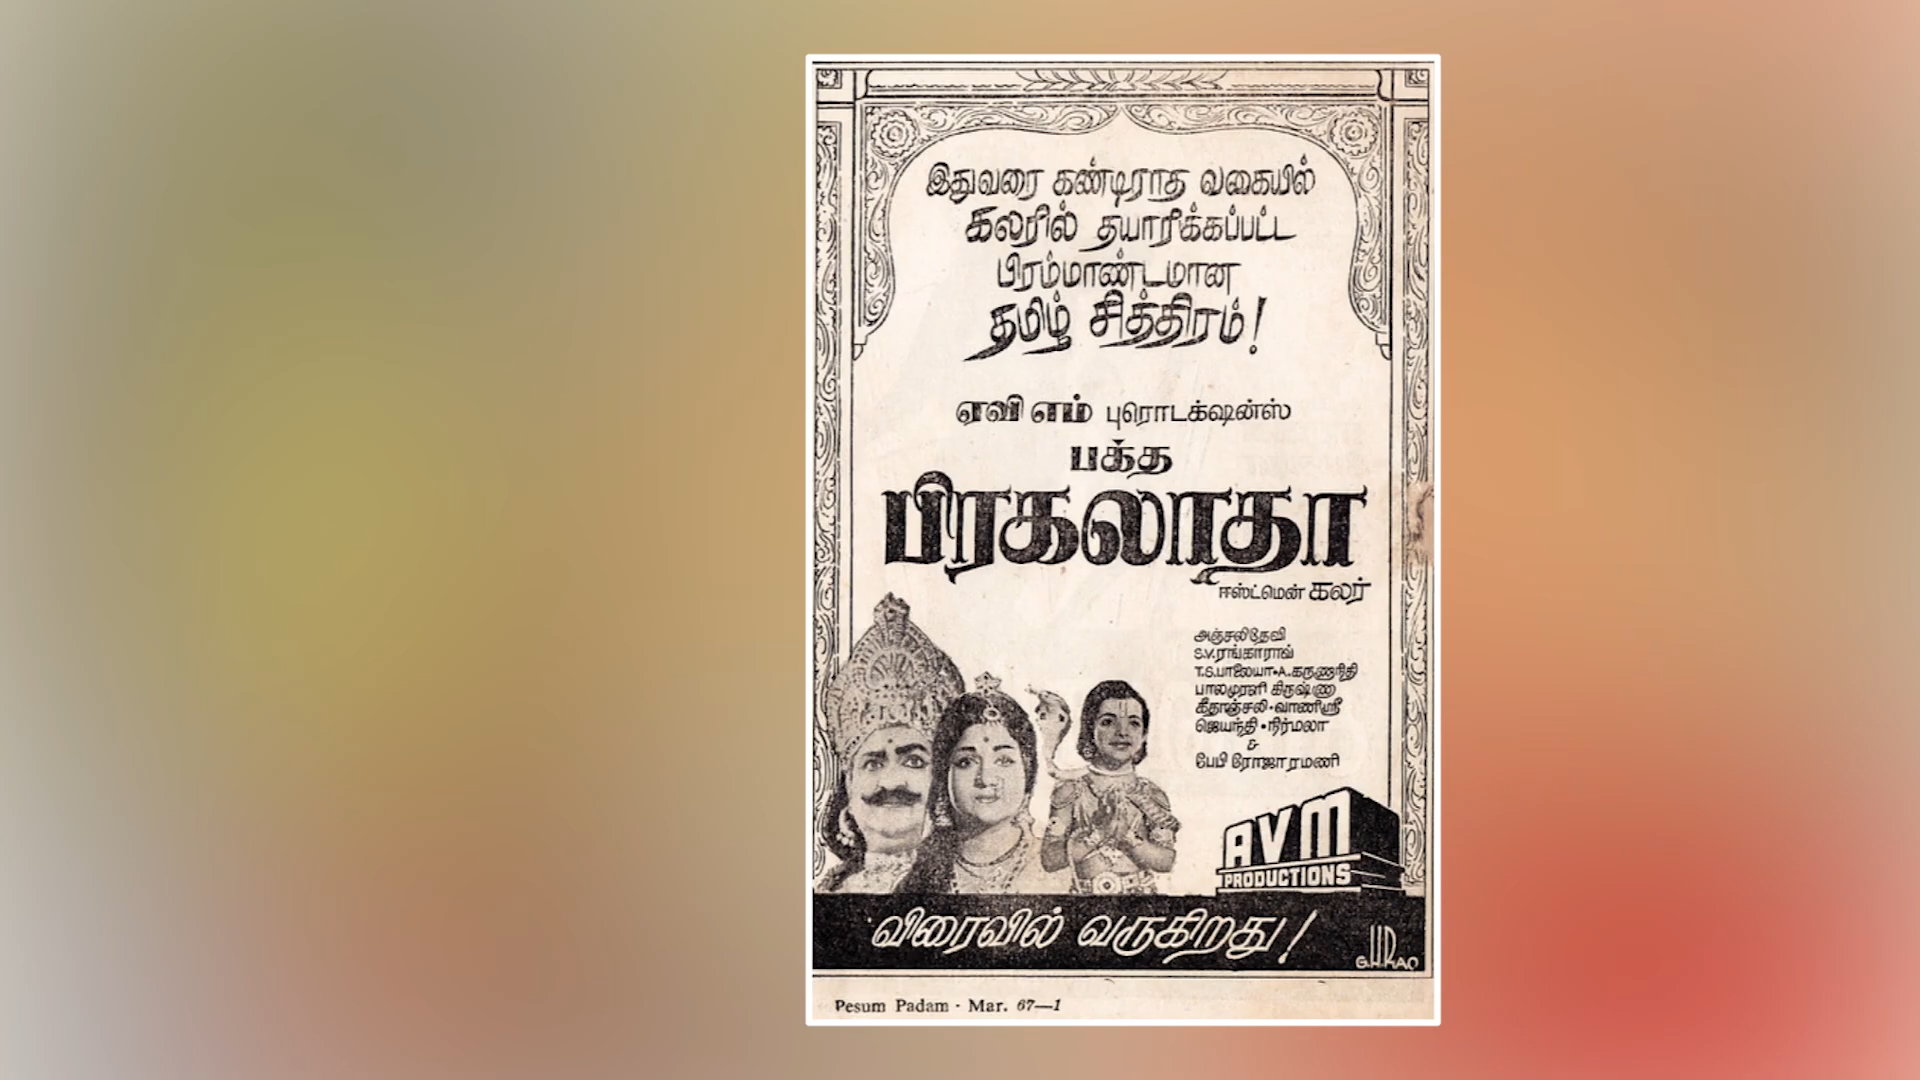 இதுவரை கண்டிராத வகையில்
கலரில் தயாரிக்கப்பட்ட
பிரம்மாண்டமான
தமிழ் சித்திரம்!
ஏவி எம் புரொடக்‌ஷன்ஸ்
பக்த
பிரகலாதா
ஈஸ்ட்மென் கலர்
அஞ்சலிதேவி
S.V.ரங்காராவ்
T.S.பாலையா•A.கருணாநிதி
பாலமுரளி கிருஷ்ணா
கீதாஞ்சலி•வாணிஸ்ரீ
ஜெயந்தி•நிர்மலா
&
பேபி ரோஜாரமணி
AVM
PRODUCTIONS
விரைவில் வருகிறது!
G.H.RAO
Pesum Padam · Mar. 67—1